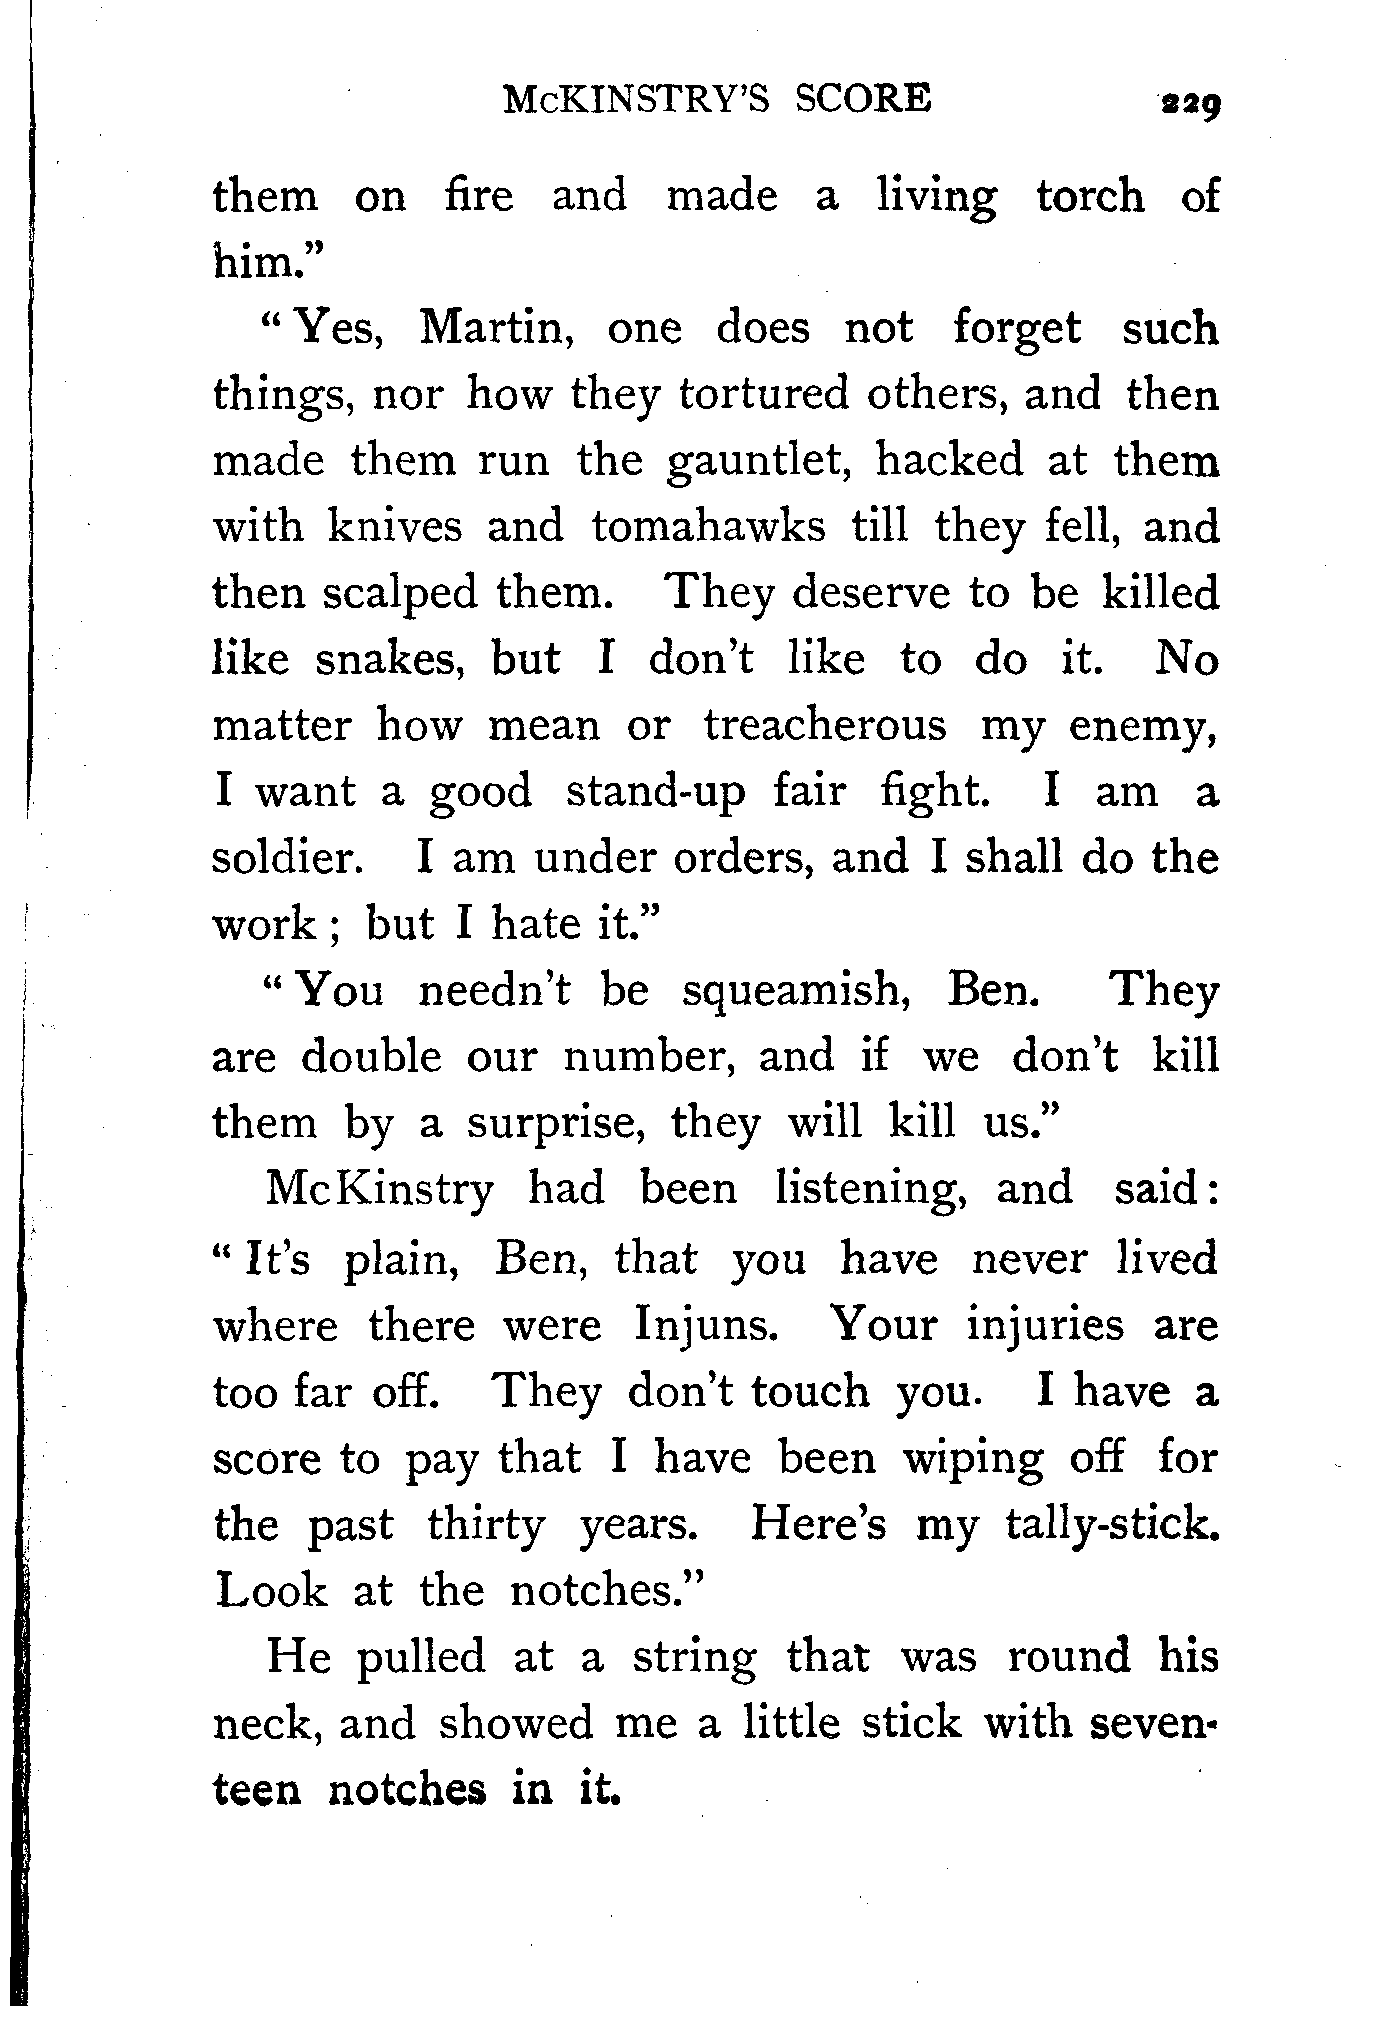 McKINSTRY'S SCORE 229
them on fire and made a living torch of
him.”
“ Yes, Martin, one does not forget such
things, nor how they tortured others, and then
made them run the gauntlet, hacked at them
with knives and tomahawks till they fell, and
then scalped them. They deserve to be killed
like snakes, but I don't like to do it. No
matter how mean or treacherous my enemy,
I want a good stand-up fair fight. I am a
soldier. I am under orders, and I shall do the
work ; but I hate it.”
“ You needn't be squeamish, Ben. They
are double our number, and if we don't kill
them by a surprise, they will kill us.”
McKinstry had been listening, and said :
“ It's plain, Ben, that you have never lived
where there were Injuns. Your injuries are
too far off. They don't touch you. I have a
score to pay that I have been wiping off for
the past thirty years. Here's my tally-stick.
Look at the notches.”
He pulled at a string that was round his
neck, and showed me a little stick with seven-
teen notches in it.